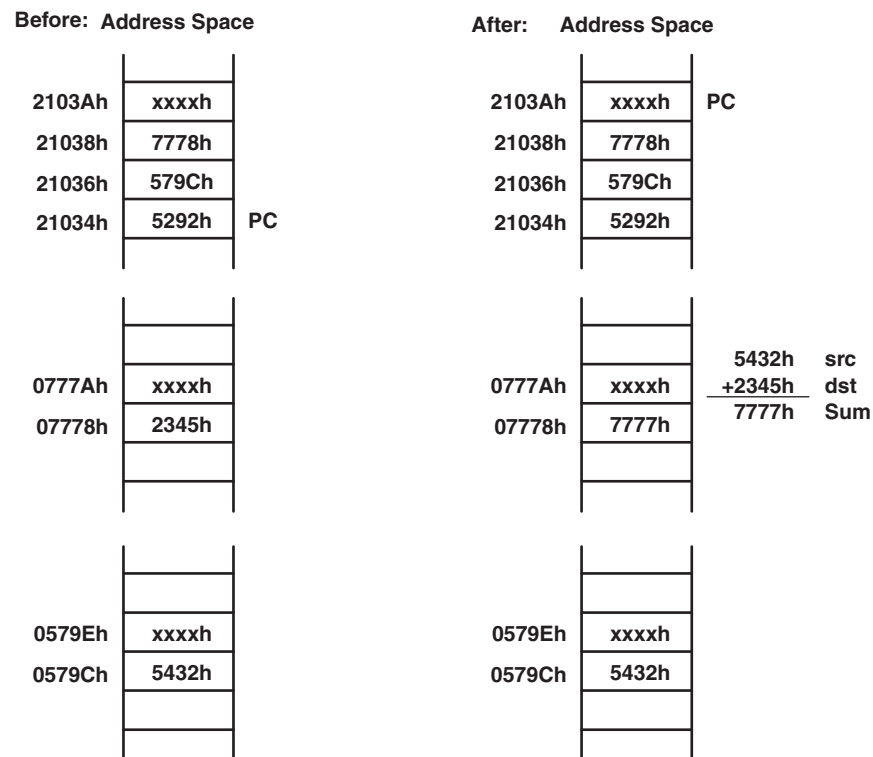 Before: Address Space After: Address Space
2103Ah xxxxh 2103Ah xxxxh PC
21038h 7778h 21038h 7778h
21036h 579Ch 21036h 579Ch
21034h 5292h PC 21034h 5292h
5432h src
0777Ah xxxxh 0777Ah xxxxh +2345h dst
07778h 2345h 07778h 7777h 7777h Sum
0579Eh xxxxh 0579Eh xxxxh
0579Ch 5432h 0579Ch 5432h